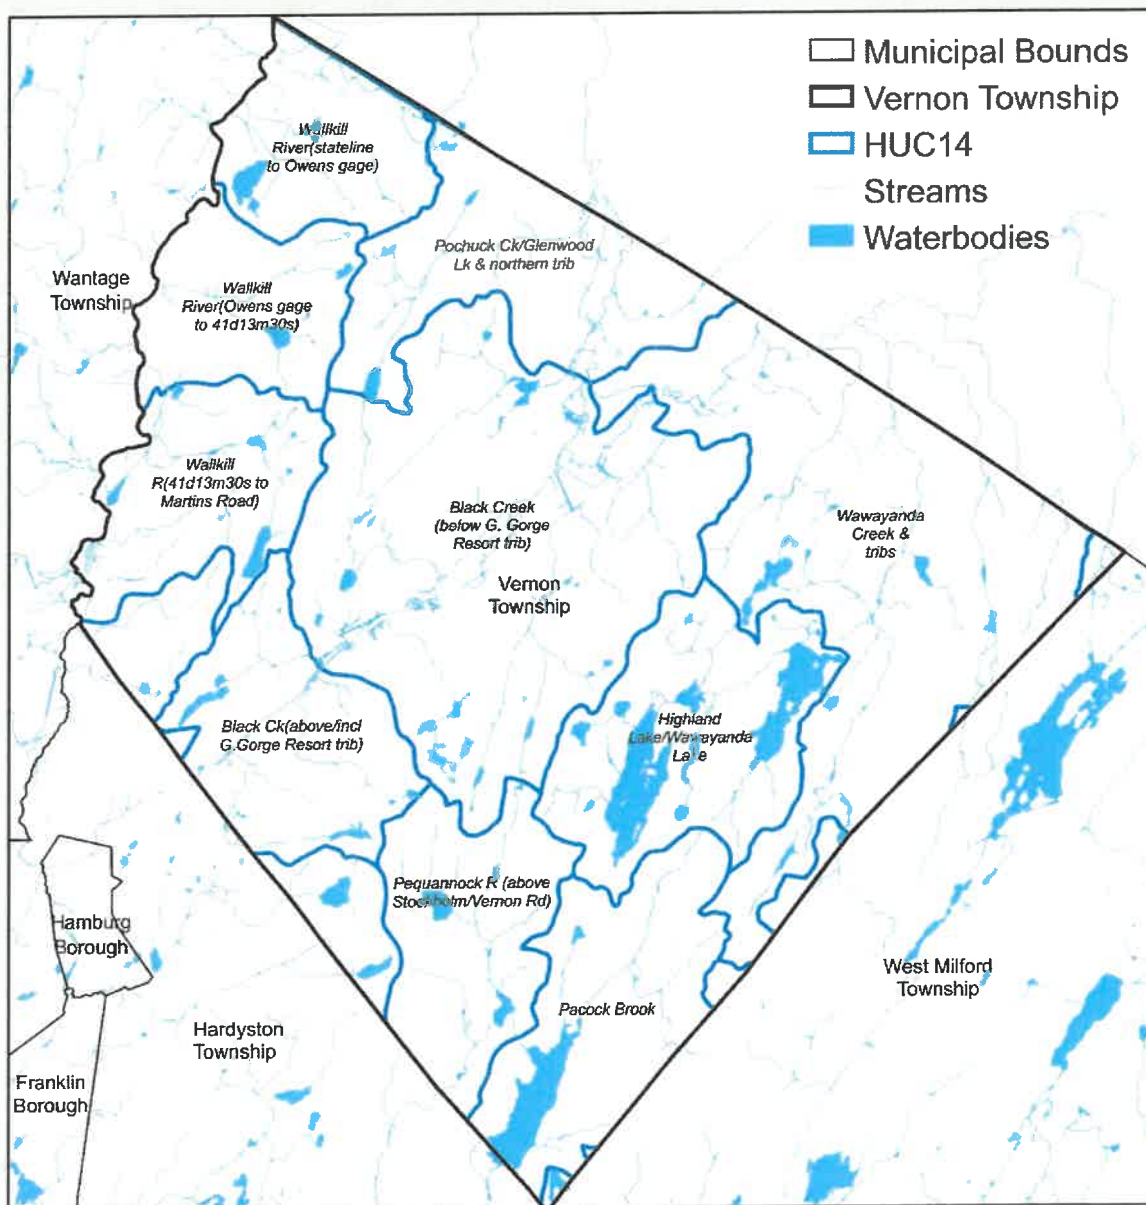 Municipal Bounds
Vernon Township
HUC14
Streams
Waterbodies
Wallkill
River(stateline
to Owens gage)
Pochuck Ck/Glenwood
Lk & northern trib
Wantage
Township
Wallkill
River(Owens gage
to 41d13m30s)
Wallkill
R(41d13m30s to
Martins Road)
Black Creek
(below G. Gorge
Resort trib)
Wawayanda
Creek &
tribs
Vernon
Township
Black Ck(above/incl
G.Gorge Resort trib)
Highland
Lake/Wawayanda
Lake
Pequannock R (above
Stockholm/Vernon Rd)
Hamburg
Borough
West Milford
Township
Pacock Brook
Hardyston
Township
Franklin
Borough